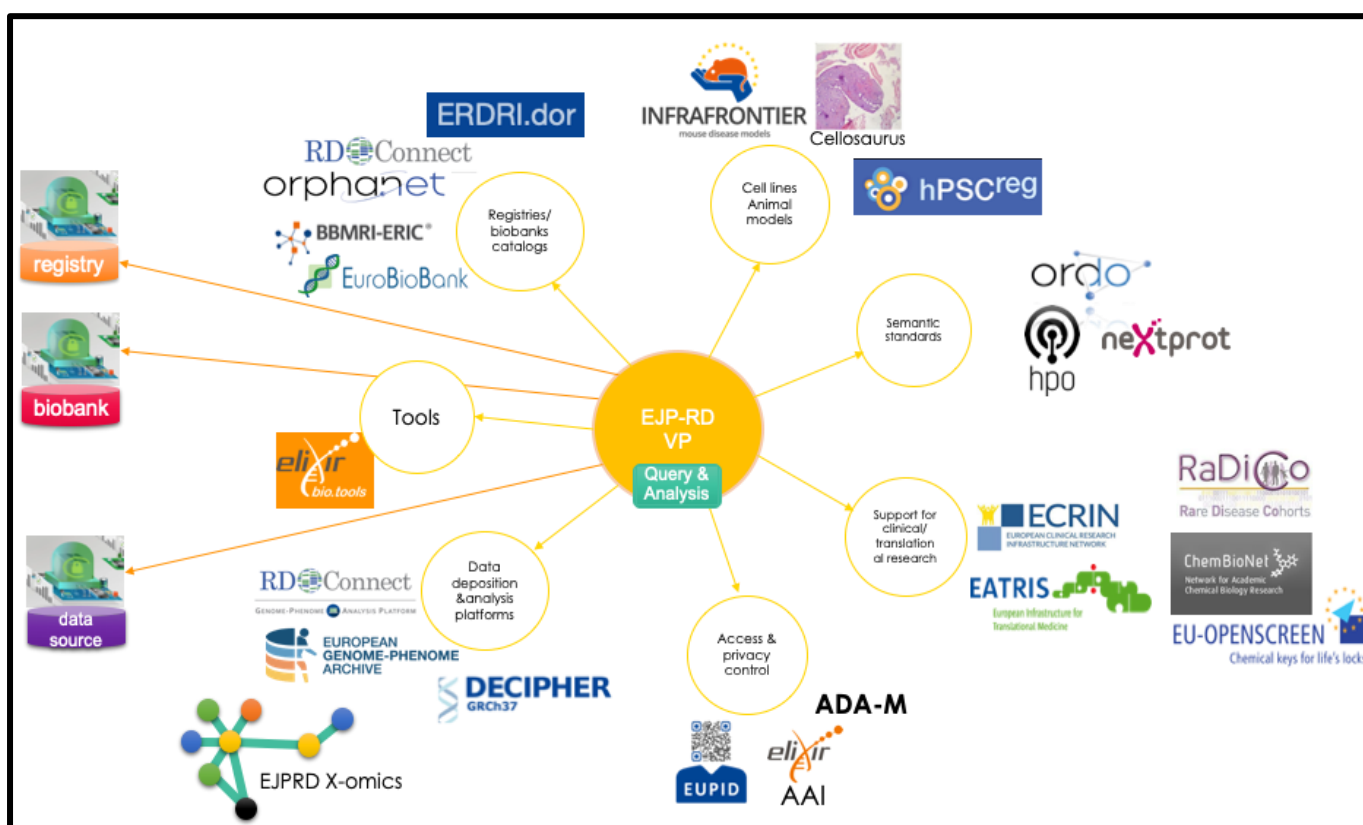 ERDRI.dor
RD Connect
orphanet
BBMRI-ERIC®
EuroBioBank
Registries/
biobanks
catalogs
INFRAFRONTIER
mouse disease models
Cellosaurus
hPSCreg
Cell lines
Animal
models
registry
biobank
data
source
ordo
hpo
neXtprot
Semantic
standards
Tools
elixir
bio.tools
EJP-RD
VP
Query &
Analysis
Support for
clinical/
translation
al research
ECRIN
EUROPEAN CLINICAL RESEARCH
INFRASTRUCTURE NETWORK
EATRIS
European Infrastructure for
Translational Medicine
RaDiCo
Rare Disease Cohorts
ChemBioNet
Network for Academic
Chemical Biology Research
EU-OPENSCREEN
Chemical keys for life's locks
Data
deposition
&analysis
platforms
RD Connect
GENOME-PHENOME ANALYSIS PLATFORM
EUROPEAN
GENOME-PHENOME
ARCHIVE
DECIPHER
GRCh37
EJPRD X-omics
Access &
privacy
control
ADA-M
EUPID
elixir
AAI